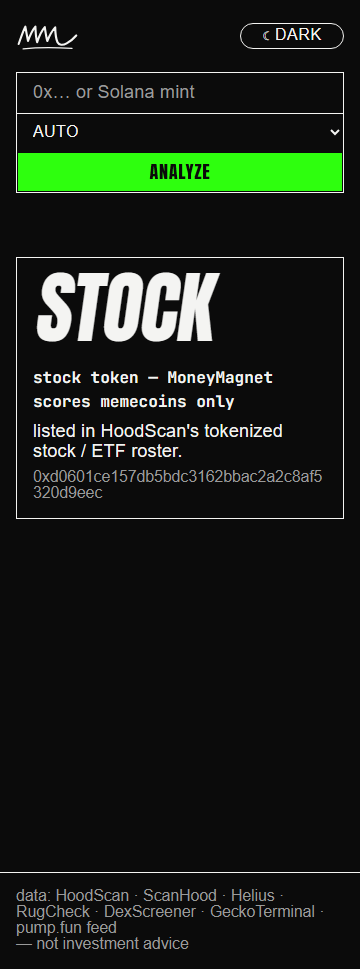 MM
☾ DARK
0x... or Solana mint
AUTO
ANALYZE
STOCK
stock token — MoneyMagnet
scores memecoins only
listed in HoodScan's tokenized
stock / ETF roster.
0xd0601ce157db5bdc3162bbac2a2c8af5
320d9eec
data: HoodScan · ScanHood · Helius ·
RugCheck · DexScreener · GeckoTerminal ·
pump.fun feed
— not investment advice